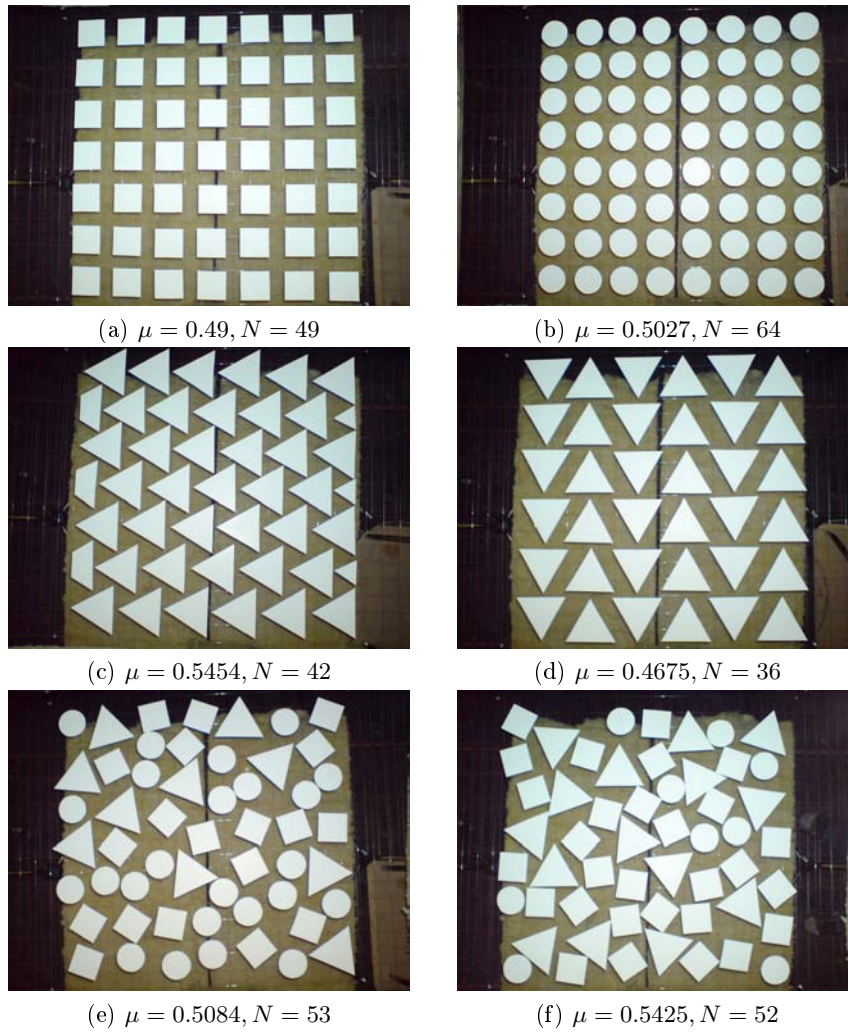 (a) μ = 0.49, N = 49
(b) μ = 0.5027, N = 64
(c) μ = 0.5454, N = 42
(d) μ = 0.4675, N = 36
(e) μ = 0.5084, N = 53
(f) μ = 0.5425, N = 52